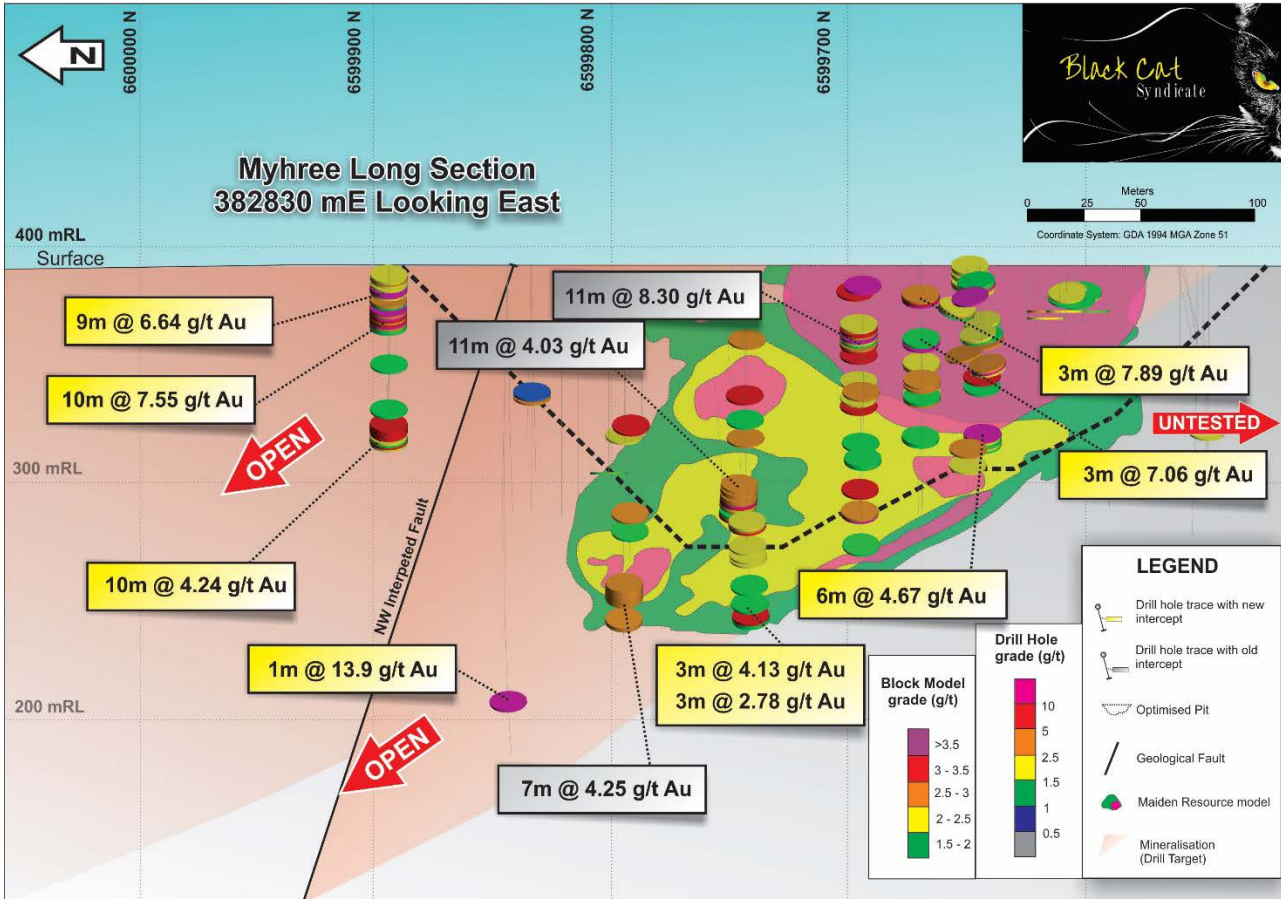 N
6600000 N
6599900 N
6599800 N
6599700 N
Black Cat
Syndicate
Myhree Long Section
382830 mE Looking East
Meters
0 25 50 100
Coordinate System: GDA 1994 MGA Zone 51
400 mRL
Surface
9m @ 6.64 g/t Au
11m @ 8.30 g/t Au
11m @ 4.03 g/t Au
3m @ 7.89 g/t Au
10m @ 7.55 g/t Au
OPEN
UNTESTED
300 mRL
3m @ 7.06 g/t Au
10m @ 4.24 g/t Au
NW Interpeted Fault
6m @ 4.67 g/t Au
1m @ 13.9 g/t Au
3m @ 4.13 g/t Au
3m @ 2.78 g/t Au
200 mRL
OPEN
7m @ 4.25 g/t Au
Block Model
grade (g/t)
>3.5
3 - 3.5
2.5 - 3
2 - 2.5
1.5 - 2
Drill Hole
grade (g/t)
10
5
2.5
1.5
1
0.5
LEGEND
Drill hole trace with new
intercept
Drill hole trace with old
intercept
Optimised Pit
Geological Fault
Maiden Resource model
Mineralisation
(Drill Target)